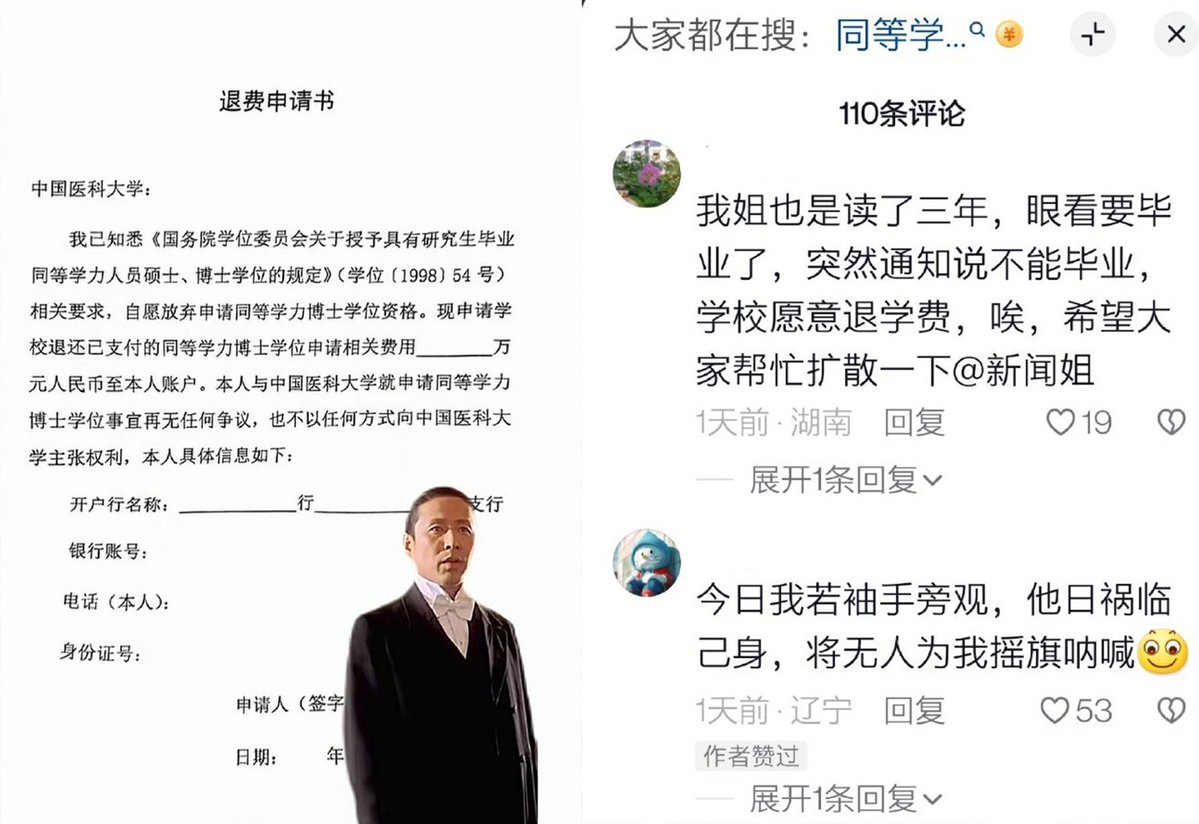 退费申请书
中国医科大学：
我已知悉《国务院学位委员会关于授予具有研究生毕业
同等学力人员硕士、博士学位的规定》（学位〔1998〕54 号）
相关要求，自愿放弃申请同等学力博士学位资格。现申请学
校退还已支付的同等学力博士学位申请相关费用______万
元人民币至本人账户。本人与中国医科大学就申请同等学力
博士学位事宜再无任何争议，也不以任何方式向中国医科大
学主张权利，本人具体信息如下：
开户行名称：__________行________支行
银行账号：
电话（本人）：
身份证号：
申请人（签字
日期： 年
大家都在搜：同等学...
110条评论
我姐也是读了三年，眼看要毕
业了，突然通知说不能毕业，
学校愿意退学费，唉，希望大
家帮忙扩散一下@新闻姐
1天前·湖南 回复 19
展开1条回复
今日我若袖手旁观，他日祸临
己身，将无人为我摇旗呐喊
1天前·辽宁 回复 53
作者赞过
展开1条回复